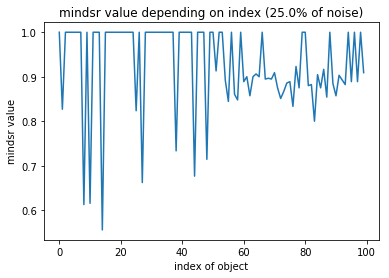 mindsr value depending on index (25.0% of noise)
mindsr value
1.0
0.9
0.8
0.7
0.6
0 20 40 60 80 100
index of object